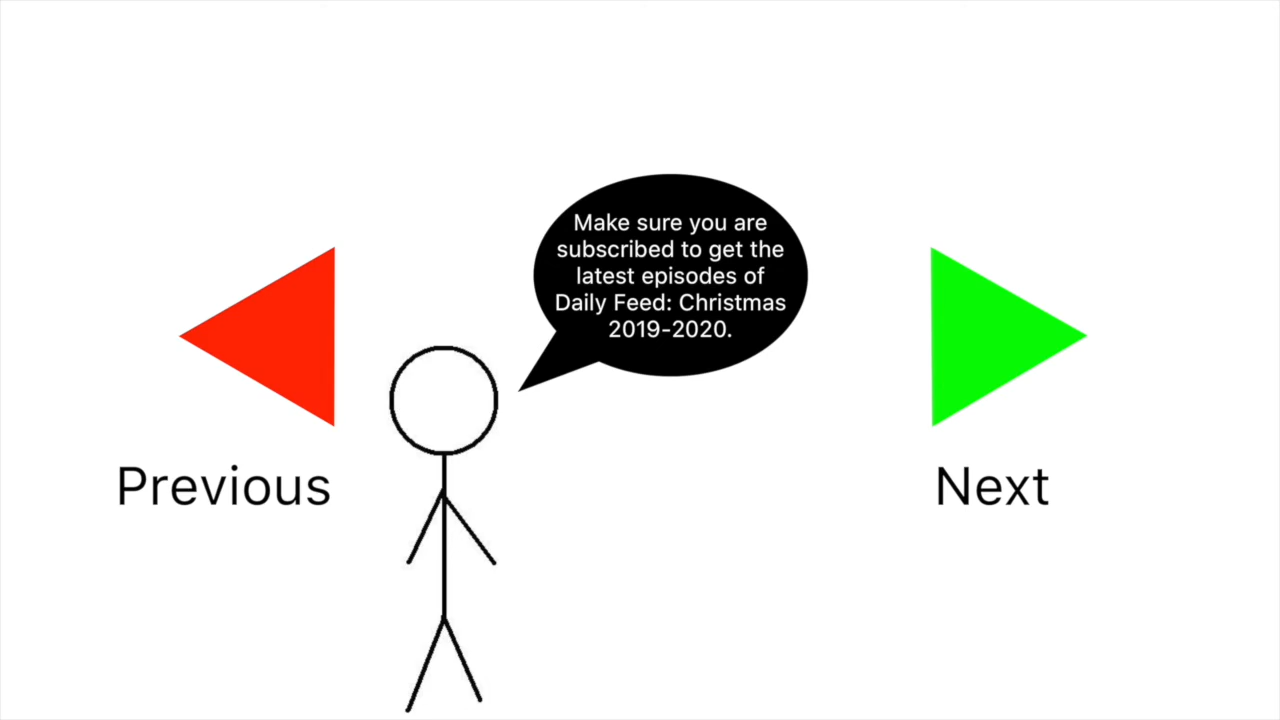 Make sure you are
subscribed to get the
latest episodes of
Daily Feed: Christmas
2019-2020.
Previous
Next